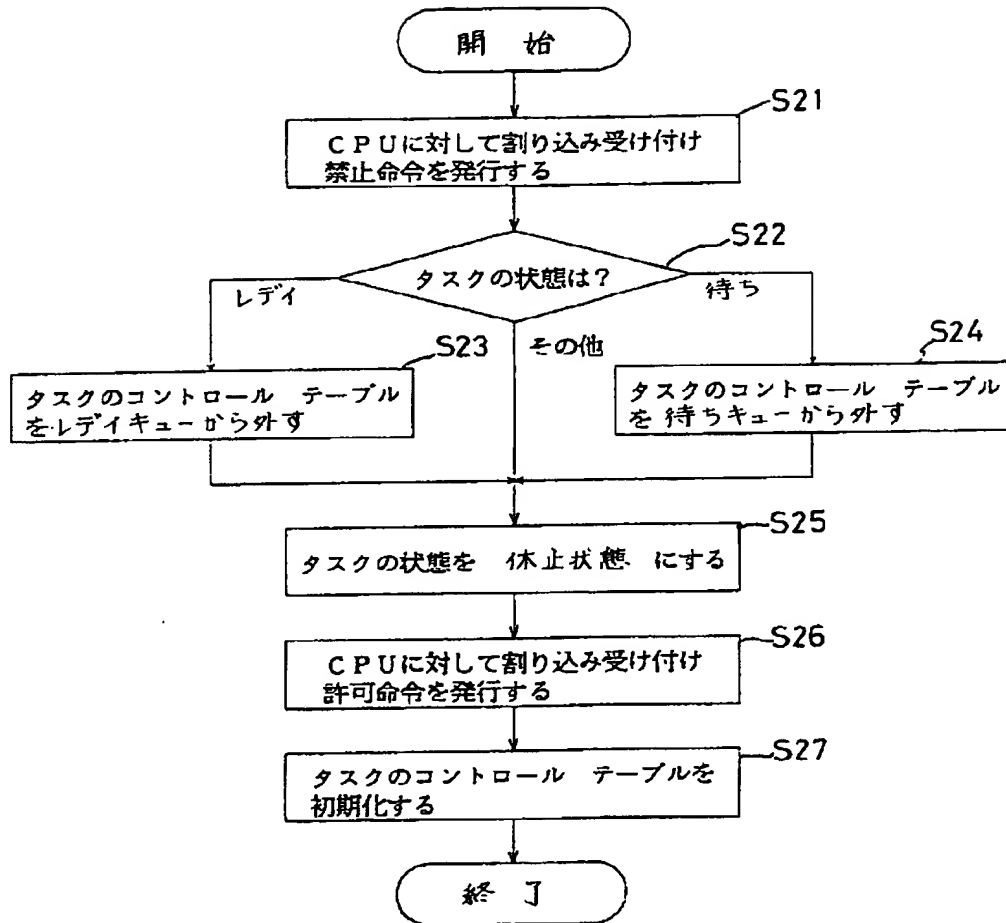 開 始
S21
CPUに対して割り込み受け付け
禁止命令を発行する
S22
タスクの状態は?
レディ
待ち
その他
S23
タスクのコントロール テーブル
をレディキューから外す
S24
タスクのコントロール テーブル
を待ちキューから外す
S25
タスクの状態を 休止状態 にする
S26
CPUに対して割り込み受け付け
許可命令を発行する
S27
タスクのコントロール テーブルを
初期化する
終 了